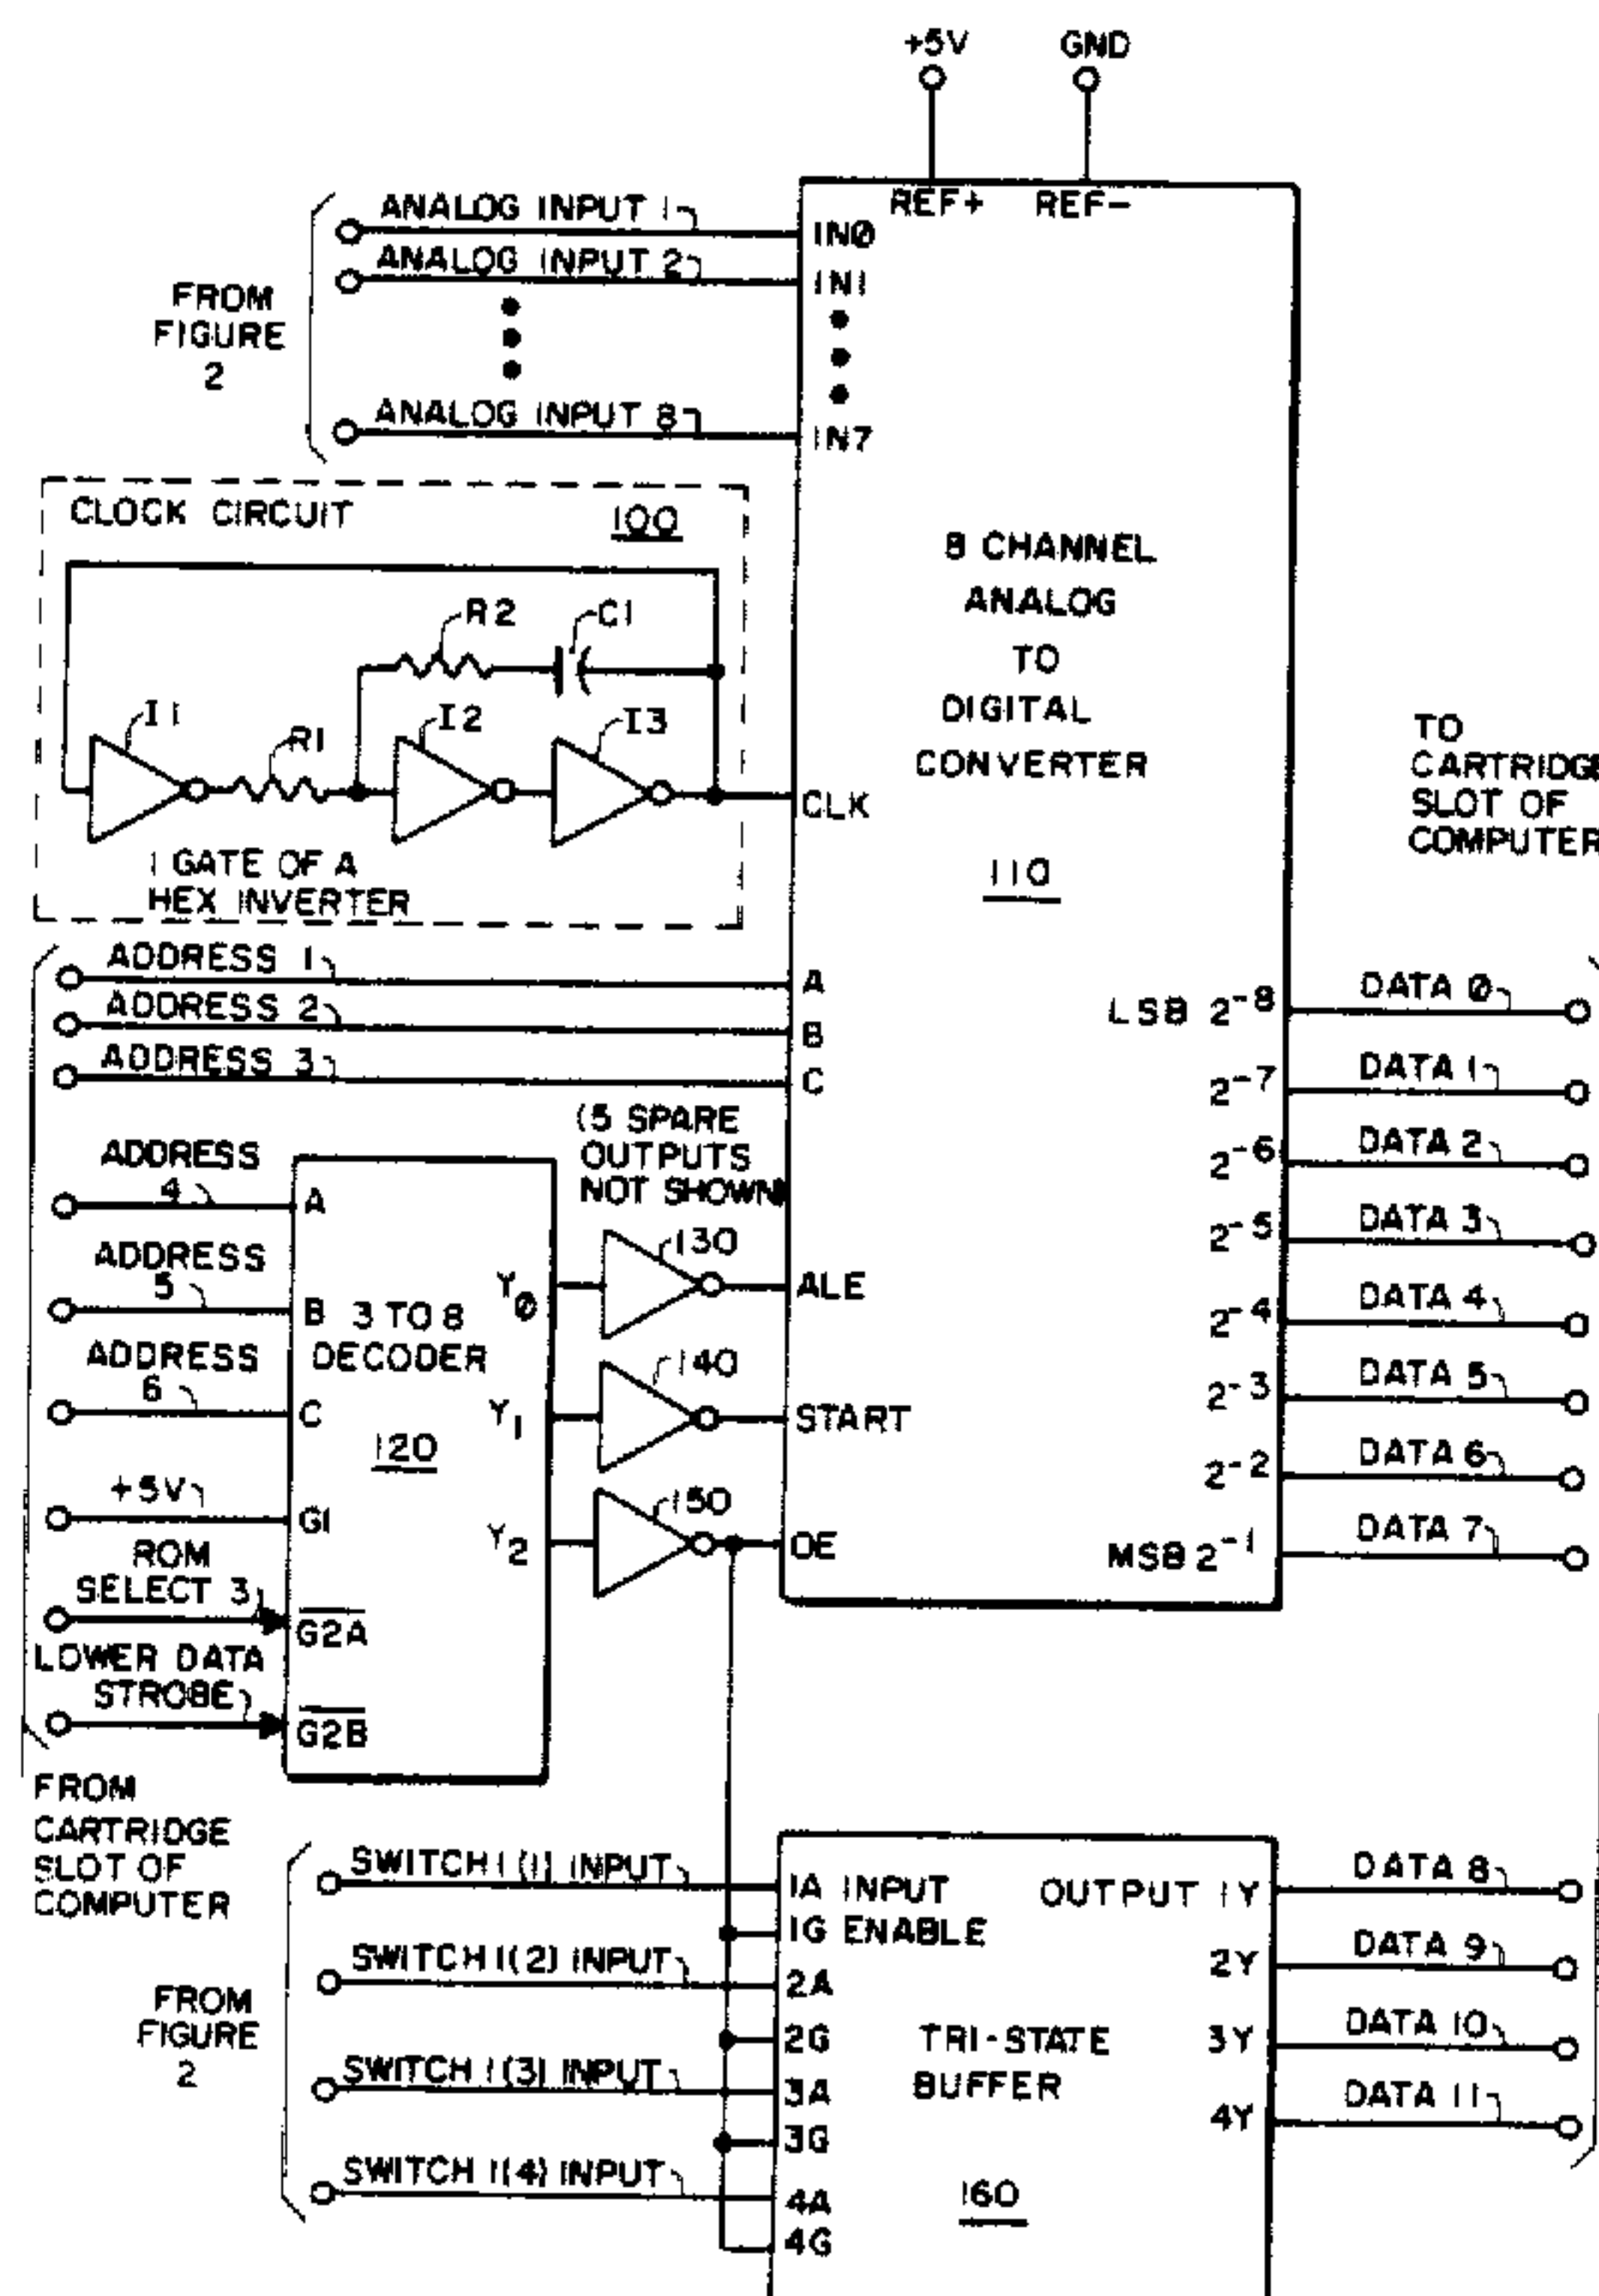 +5V
GND
REF+
REF-
ANALOG INPUT 1
IN0
ANALOG INPUT 2
IN1
FROM
FIGURE
2
ANALOG INPUT 8
IN7
CLOCK CIRCUIT
100
8 CHANNEL
ANALOG
TO
DIGITAL
CONVERTER
110
R2
C1
I1
R1
I2
I3
CLK
1 GATE OF A
HEX INVERTER
TO
CARTRIDGE
SLOT OF
COMPUTER
ADDRESS 1
A
ADDRESS 2
B
ADDRESS 3
C
LSB 2-8
DATA 0
2-7
DATA 1
2-6
DATA 2
2-5
DATA 3
2-4
DATA 4
2-3
DATA 5
2-2
DATA 6
MSB 2-1
DATA 7
(5 SPARE
OUTPUTS
NOT SHOWN)
ADDRESS
4
A
ADDRESS
5
B
ADDRESS
6
C
3 TO 8
DECODER
120
+5V
G1
ROM
SELECT 3
G2A
LOWER DATA
STROBE
G2B
Y0
130
ALE
Y1
140
START
Y2
150
OE
FROM
CARTRIDGE
SLOT OF
COMPUTER
SWITCH 1(1) INPUT
1A INPUT
1G ENABLE
SWITCH 1(2) INPUT
2A
2G
FROM
FIGURE
2
SWITCH 1(3) INPUT
3A
3G
SWITCH 1(4) INPUT
4A
4G
TRI-STATE
BUFFER
160
OUTPUT 1Y
DATA 8
2Y
DATA 9
3Y
DATA 10
4Y
DATA 11